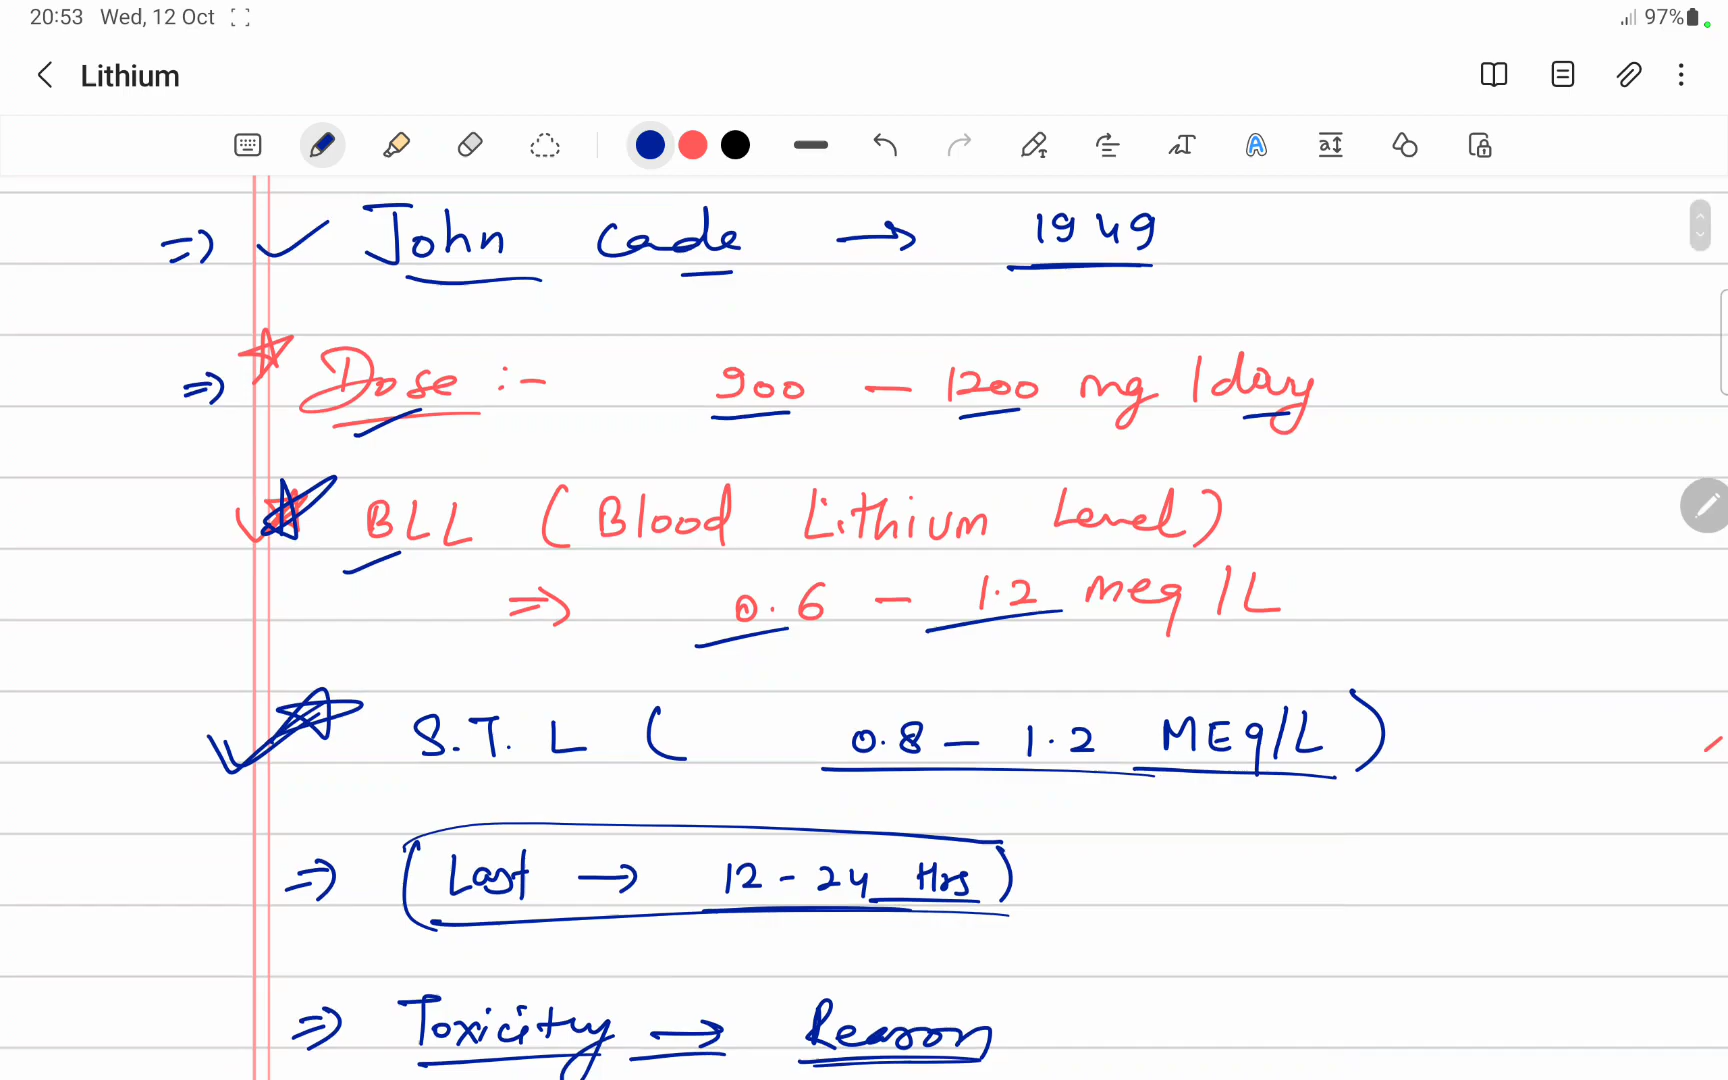 20:53 Wed, 12 Oct 97%
Lithium
⇒ ✓ John Cade → 1949
⇒ Dose :- 900 – 1200 mg /day
BLL (Blood Lithium Level)
⇒ 0.6 – 1.2 meq/L
S.T.L ( 0.8 – 1.2 MEq/L )
⇒ (Last → 12 - 24 Hrs)
⇒ Toxicity → Reason